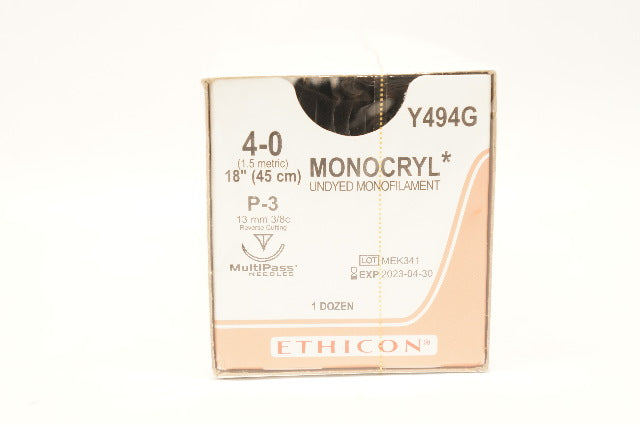 Y494G
4-0
(1.5 metric)
18" (45 cm)
MONOCRYL*
UNDYED MONOFILAMENT
P-3
13 mm 3/8c
Reverse Cutting
MultiPass*
NEEDLES
LOT MEK341
EXP 2023-04-30
1 DOZEN
ETHICON®